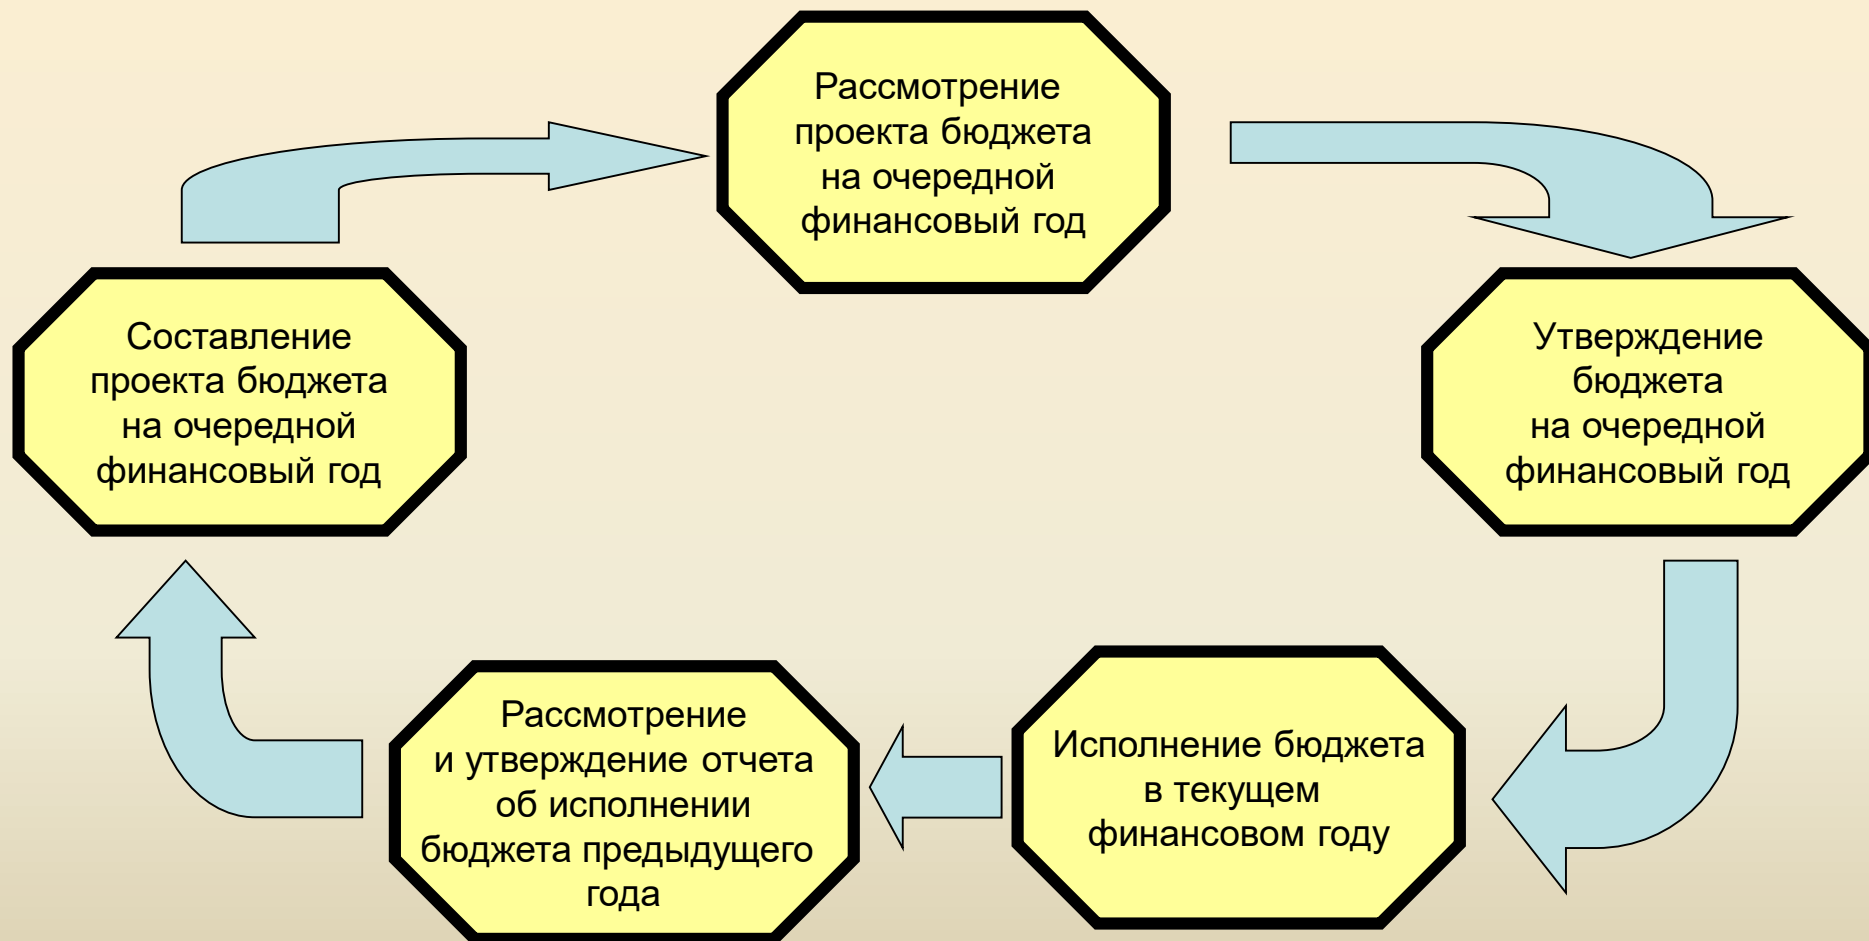 Рассмотрение
проекта бюджета
на очередной
финансовый год
Составление
проекта бюджета
на очередной
финансовый год
Утверждение
бюджета
на очередной
финансовый год
Рассмотрение
и утверждение отчета
об исполнении
бюджета предыдущего
года
Исполнение бюджета
в текущем
финансовом году